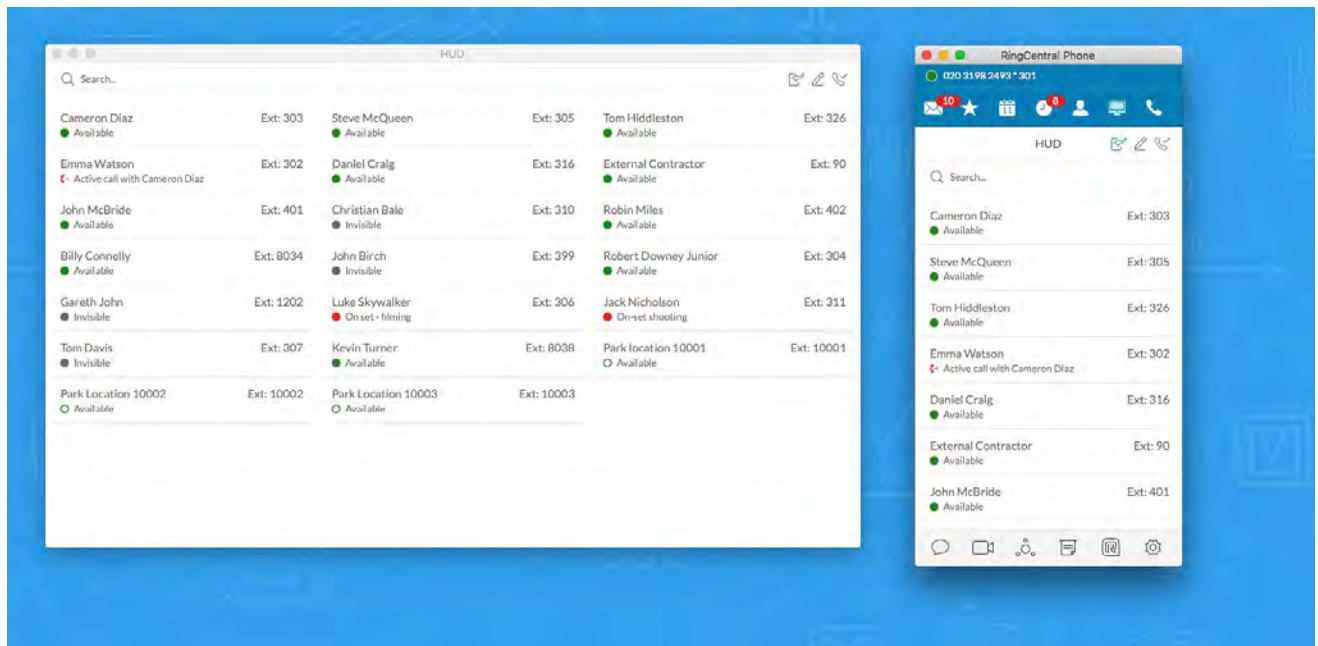 HUD
Search...
Cameron Diaz Ext: 303 Steve McQueen Ext: 305 Tom Hiddleston Ext: 326
Available Available Available
Emma Watson Ext: 302 Daniel Craig Ext: 316 External Contractor Ext: 90
Active call with Cameron Diaz Available Available
John McBride Ext: 401 Christian Bale Ext: 310 Robin Miles Ext: 402
Available Invisible Available
Billy Connelly Ext: 8034 John Birch Ext: 399 Robert Downey Junior Ext: 304
Available Invisible Available
Gareth John Ext: 1202 Luke Skywalker Ext: 306 Jack Nicholson Ext: 311
Invisible On set - filming On-set shooting
Tom Davis Ext: 307 Kevin Turner Ext: 8038 Park location 10001 Ext: 10001
Invisible Available Available
Park Location 10002 Ext: 10002 Park Location 10003 Ext: 10003
Available Available
RingCentral Phone
020 3198 2493 * 301
10 11 8
HUD
Search...
Cameron Diaz Ext: 303
Available
Steve McQueen Ext: 305
Available
Tom Hiddleston Ext: 326
Available
Emma Watson Ext: 302
Active call with Cameron Diaz
Daniel Craig Ext: 316
Available
External Contractor Ext: 90
Available
John McBride Ext: 401
Available
R